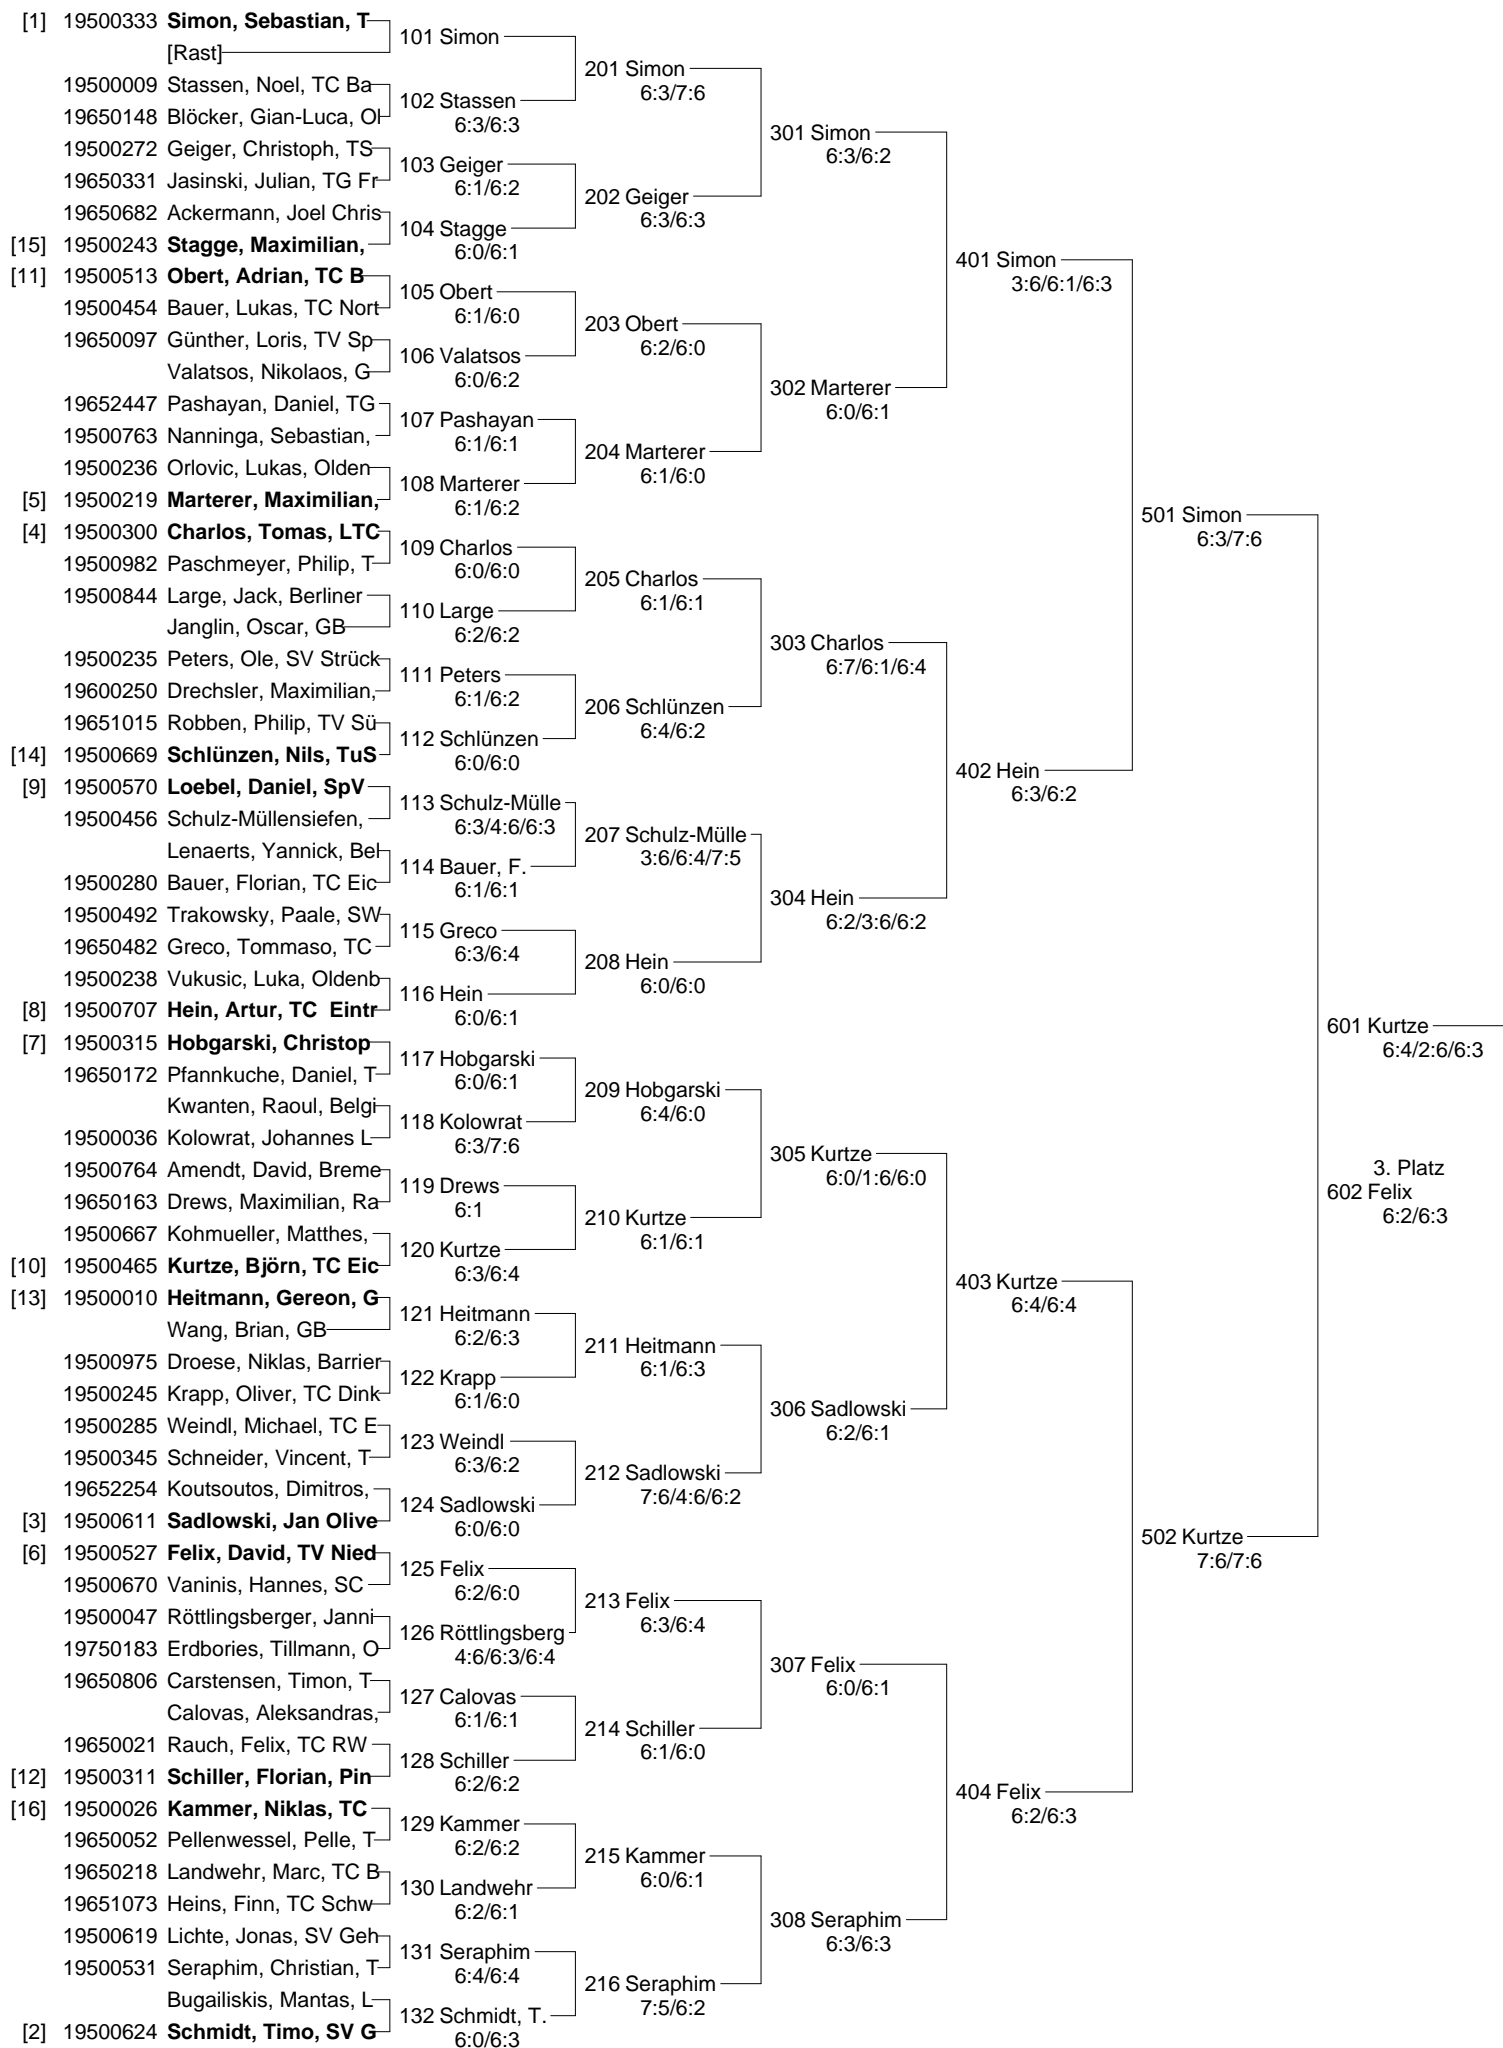 [1] 19500333 Simon, Sebastian, T
[Rast]
19500009 Stassen, Noel, TC Ba
19650148 Blöcker, Gian-Luca, Ol
19500272 Geiger, Christoph, TS
19650331 Jasinski, Julian, TG Fr
19650682 Ackermann, Joel Chris
[15] 19500243 Stagge, Maximilian,
[11] 19500513 Obert, Adrian, TC B
19500454 Bauer, Lukas, TC Nort
19650097 Günther, Loris, TV Sp
Valatsos, Nikolaos, G
19652447 Pashayan, Daniel, TG
19500763 Nanninga, Sebastian,
19500236 Orlovic, Lukas, Olden
[5] 19500219 Marterer, Maximilian,
[4] 19500300 Charlos, Tomas, LTC
19500982 Paschmeyer, Philip, T
19500844 Large, Jack, Berliner
Janglin, Oscar, GB
19500235 Peters, Ole, SV Strück
19600250 Drechsler, Maximilian,
19651015 Robben, Philip, TV Sü
[14] 19500669 Schlünzen, Nils, TuS
[9] 19500570 Loebel, Daniel, SpV
19500456 Schulz-Müllensiefen,
Lenaerts, Yannick, Bel
19500280 Bauer, Florian, TC Eic
19500492 Trakowsky, Paale, SW
19650482 Greco, Tommaso, TC
19500238 Vukusic, Luka, Oldenb
[8] 19500707 Hein, Artur, TC Eintr
[7] 19500315 Hobgarski, Christop
19650172 Pfannkuche, Daniel, T
Kwanten, Raoul, Belgi
19500036 Kolowrat, Johannes L
19500764 Amendt, David, Breme
19650163 Drews, Maximilian, Ra
19500667 Kohmueller, Matthes,
[10] 19500465 Kurtze, Björn, TC Eic
[13] 19500010 Heitmann, Gereon, G
Wang, Brian, GB
19500975 Droese, Niklas, Barrier
19500245 Krapp, Oliver, TC Dink
19500285 Weindl, Michael, TC E
19500345 Schneider, Vincent, T
19652254 Koutsoutos, Dimitros,
[3] 19500611 Sadlowski, Jan Olive
[6] 19500527 Felix, David, TV Nied
19500670 Vaninis, Hannes, SC
19500047 Röttlingsberger, Janni
19750183 Erdbories, Tillmann, O
19650806 Carstensen, Timon, T
Calovas, Aleksandras,
19650021 Rauch, Felix, TC RW
[12] 19500311 Schiller, Florian, Pin
[16] 19500026 Kammer, Niklas, TC
19650052 Pellenwessel, Pelle, T
19650218 Landwehr, Marc, TC B
19651073 Heins, Finn, TC Schw
19500619 Lichte, Jonas, SV Geh
19500531 Seraphim, Christian, T
Bugailiskis, Mantas, L
[2] 19500624 Schmidt, Timo, SV G
101 Simon
102 Stassen
6:3/6:3
103 Geiger
6:1/6:2
104 Stagge
6:0/6:1
105 Obert
6:1/6:0
106 Valatsos
6:0/6:2
107 Pashayan
6:1/6:1
108 Marterer
6:1/6:2
109 Charlos
6:0/6:0
110 Large
6:2/6:2
111 Peters
6:1/6:2
112 Schlünzen
6:0/6:0
113 Schulz-Mülle
6:3/4:6/6:3
114 Bauer, F.
6:1/6:1
115 Greco
6:3/6:4
116 Hein
6:0/6:1
117 Hobgarski
6:0/6:1
118 Kolowrat
6:3/7:6
119 Drews
6:1
120 Kurtze
6:3/6:4
121 Heitmann
6:2/6:3
122 Krapp
6:1/6:0
123 Weindl
6:3/6:2
124 Sadlowski
6:0/6:0
125 Felix
6:2/6:0
126 Röttlingsberg
4:6/6:3/6:4
127 Calovas
6:1/6:1
128 Schiller
6:2/6:2
129 Kammer
6:2/6:2
130 Landwehr
6:2/6:1
131 Seraphim
6:4/6:4
132 Schmidt, T.
6:0/6:3
201 Simon
6:3/7:6
202 Geiger
6:3/6:3
203 Obert
6:2/6:0
204 Marterer
6:1/6:0
205 Charlos
6:1/6:1
206 Schlünzen
6:4/6:2
207 Schulz-Mülle
3:6/6:4/7:5
208 Hein
6:0/6:0
209 Hobgarski
6:4/6:0
210 Kurtze
6:1/6:1
211 Heitmann
6:1/6:3
212 Sadlowski
7:6/4:6/6:2
213 Felix
6:3/6:4
214 Schiller
6:1/6:0
215 Kammer
6:0/6:1
216 Seraphim
7:5/6:2
301 Simon
6:3/6:2
302 Marterer
6:0/6:1
303 Charlos
6:7/6:1/6:4
304 Hein
6:2/3:6/6:2
305 Kurtze
6:0/1:6/6:0
306 Sadlowski
6:2/6:1
307 Felix
6:0/6:1
308 Seraphim
6:3/6:3
401 Simon
3:6/6:1/6:3
402 Hein
6:3/6:2
403 Kurtze
6:4/6:4
404 Felix
6:2/6:3
501 Simon
6:3/7:6
502 Kurtze
7:6/7:6
601 Kurtze
6:4/2:6/6:3
3. Platz
602 Felix
6:2/6:3